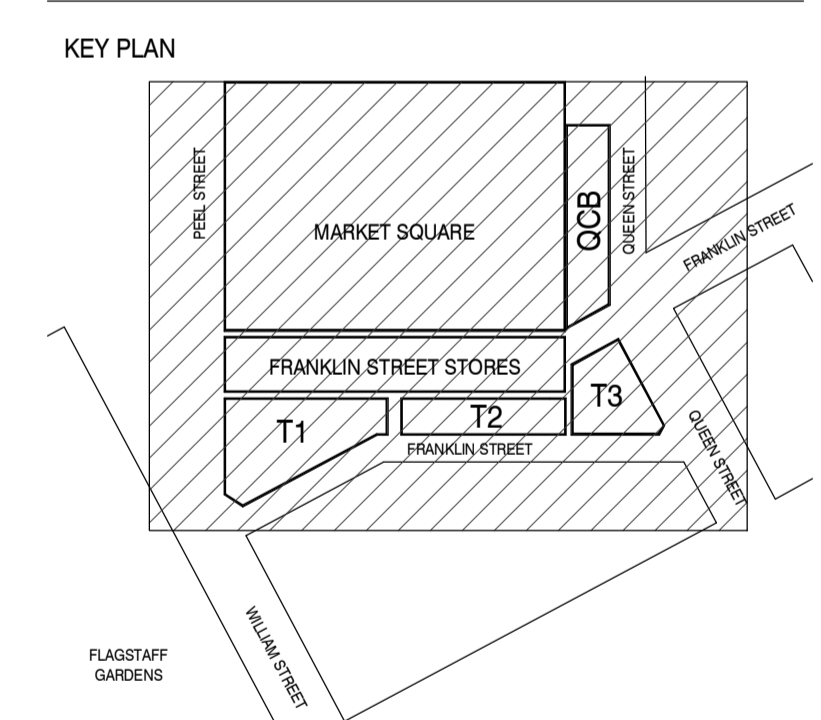 KEY PLAN
PEEL STREET
MARKET SQUARE
QCB
QUEEN STREET
FRANKLIN STREET
FRANKLIN STREET STORES
T1
T2
T3
FRANKLIN STREET
QUEEN STREET
WILLIAM STREET
FLAGSTAFF
GARDENS